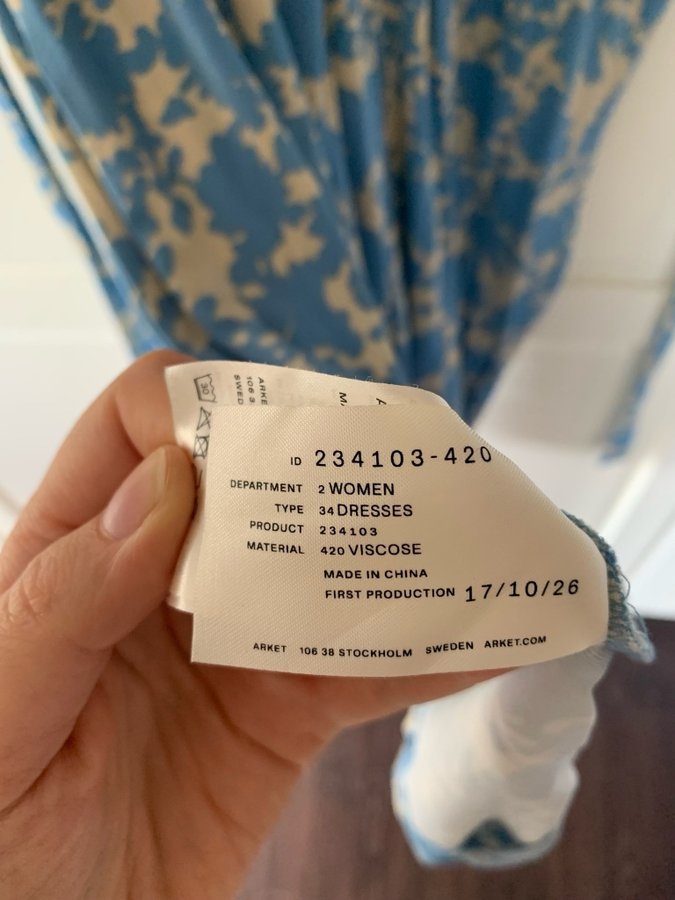 ID 234103-420
DEPARTMENT 2 WOMEN
TYPE 34 DRESSES
PRODUCT 234103
MATERIAL 420 VISCOSE
MADE IN CHINA
FIRST PRODUCTION 17/10/26
ARKET 106 38 STOCKHOLM SWEDEN ARKET.COM
30